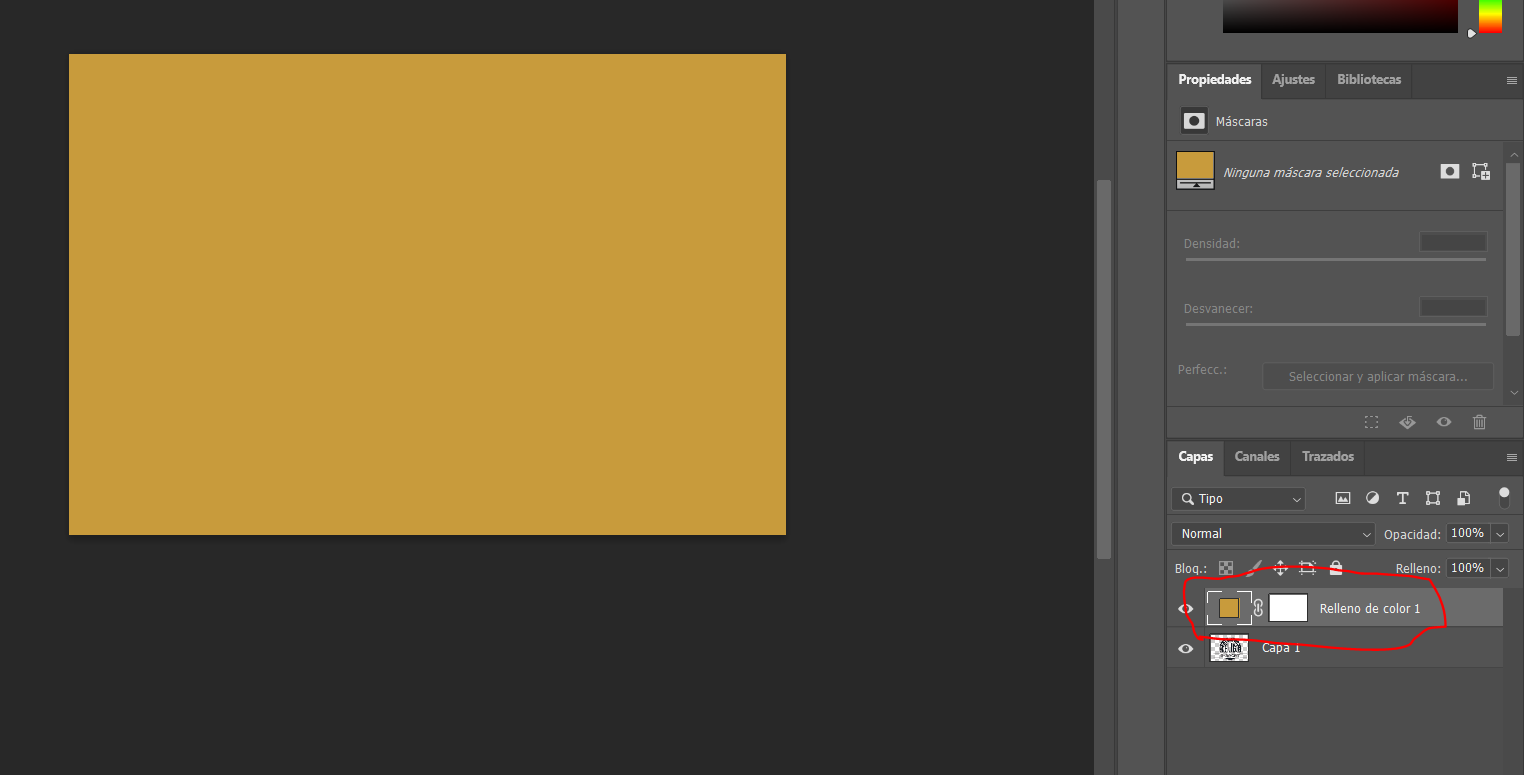 Propiedades Ajustes Bibliotecas
Máscaras
Ninguna máscara seleccionada
Densidad:
Desvanecer:
Perfecc.: Seleccionar y aplicar máscara...
Capas Canales Trazados
Tipo
Normal Opacidad: 100%
Bloq.: Relleno: 100%
Relleno de color 1
Capa 1